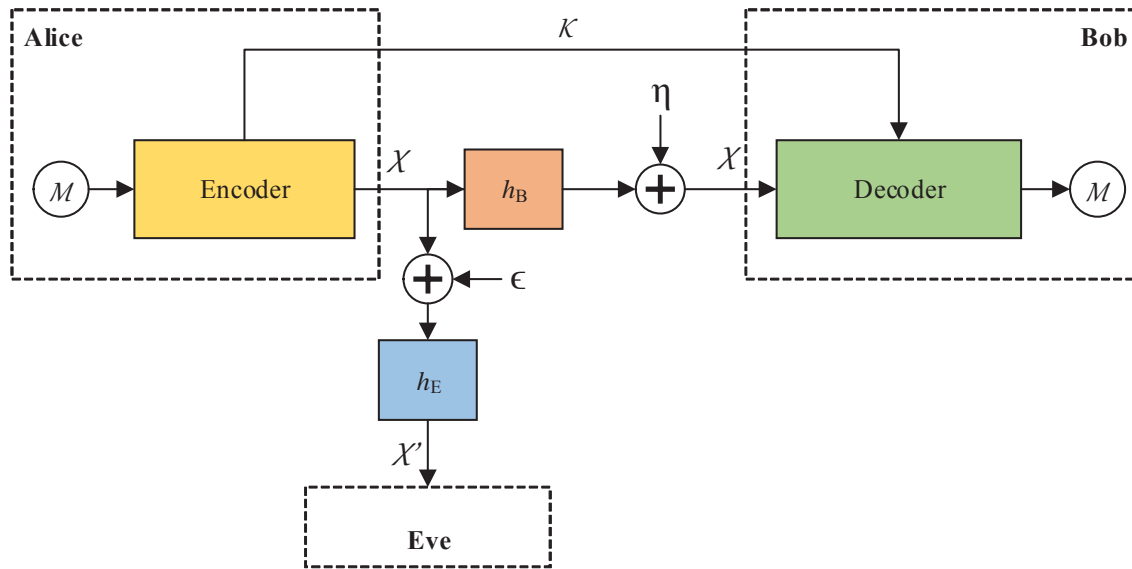 Alice
K
Bob
η
M
Encoder
X
h_B
+
X
Decoder
M
+
ϵ
h_E
X'
Eve